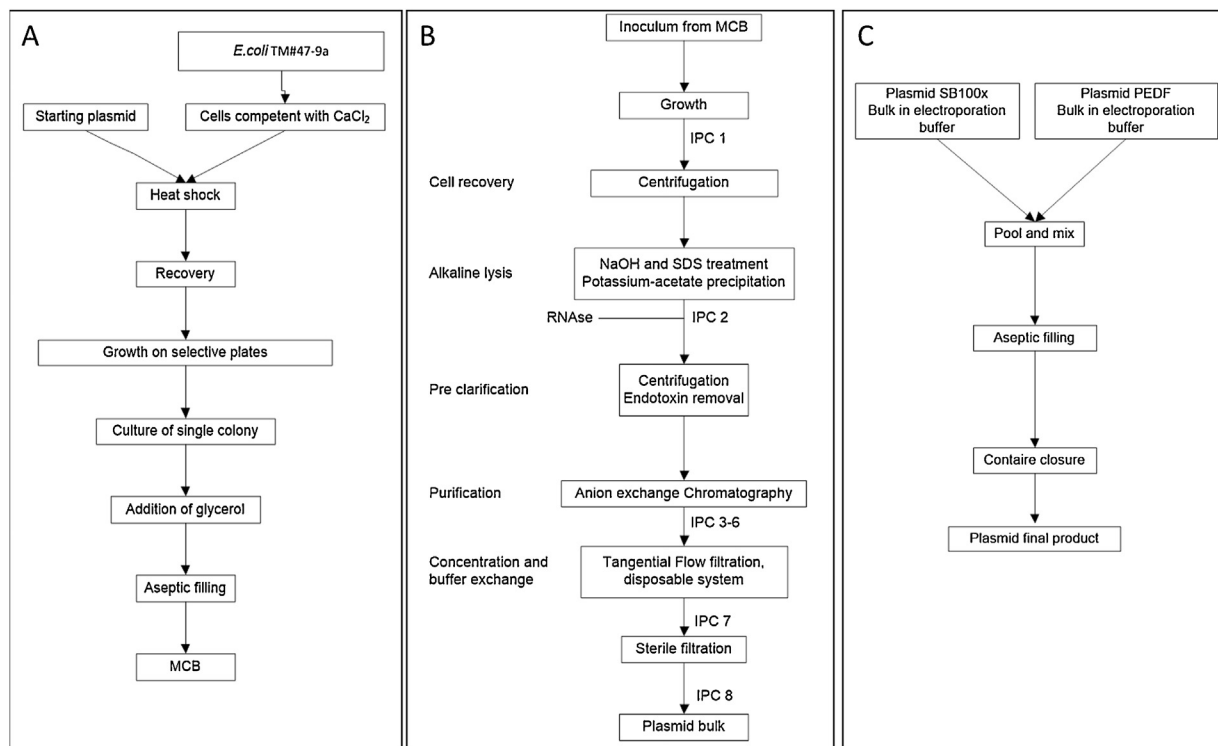 A
E.coli TM#47-9a
Starting plasmid
Cells competent with CaCl₂
Heat shock
Recovery
Growth on selective plates
Culture of single colony
Addition of glycerol
Aseptic filling
MCB
B
Inoculum from MCB
Growth
IPC 1
Cell recovery
Centrifugation
Alkaline lysis
NaOH and SDS treatment
Potassium-acetate precipitation
RNAse
IPC 2
Pre clarification
Centrifugation
Endotoxin removal
Purification
Anion exchange Chromatography
IPC 3-6
Concentration and
buffer exchange
Tangential Flow filtration,
disposable system
IPC 7
Sterile filtration
IPC 8
Plasmid bulk
C
Plasmid SB100x
Bulk in electroporation
buffer
Plasmid PEDF
Bulk in electroporation
buffer
Pool and mix
Aseptic filling
Contaire closure
Plasmid final product